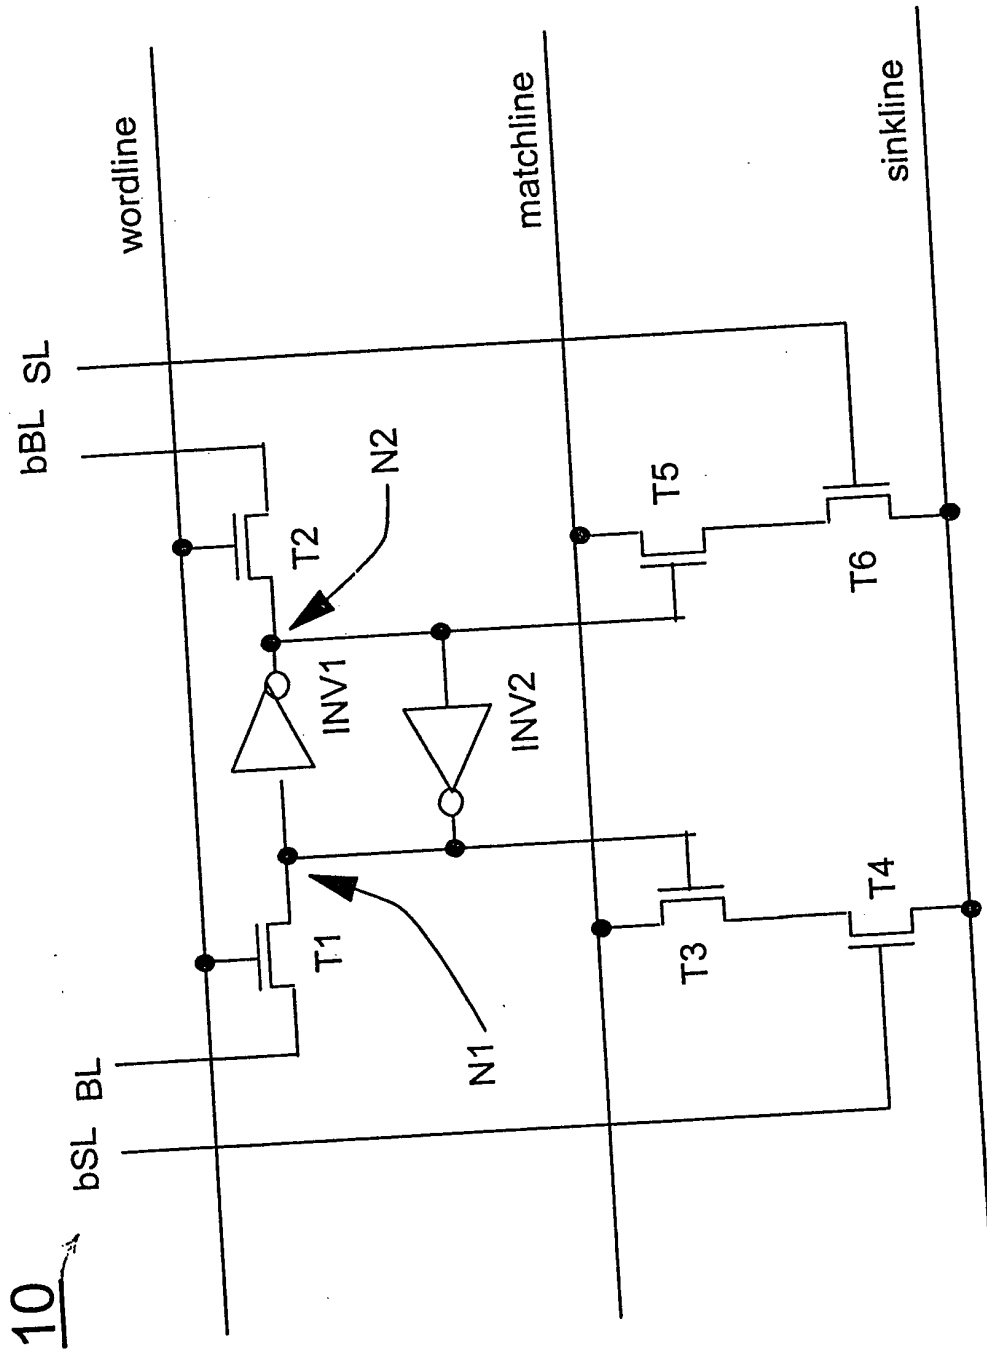 10
bSL
BL
bBL
SL
wordline
T1
T2
N1
N2
INV1
INV2
matchline
T3
T5
T4
T6
sinkline